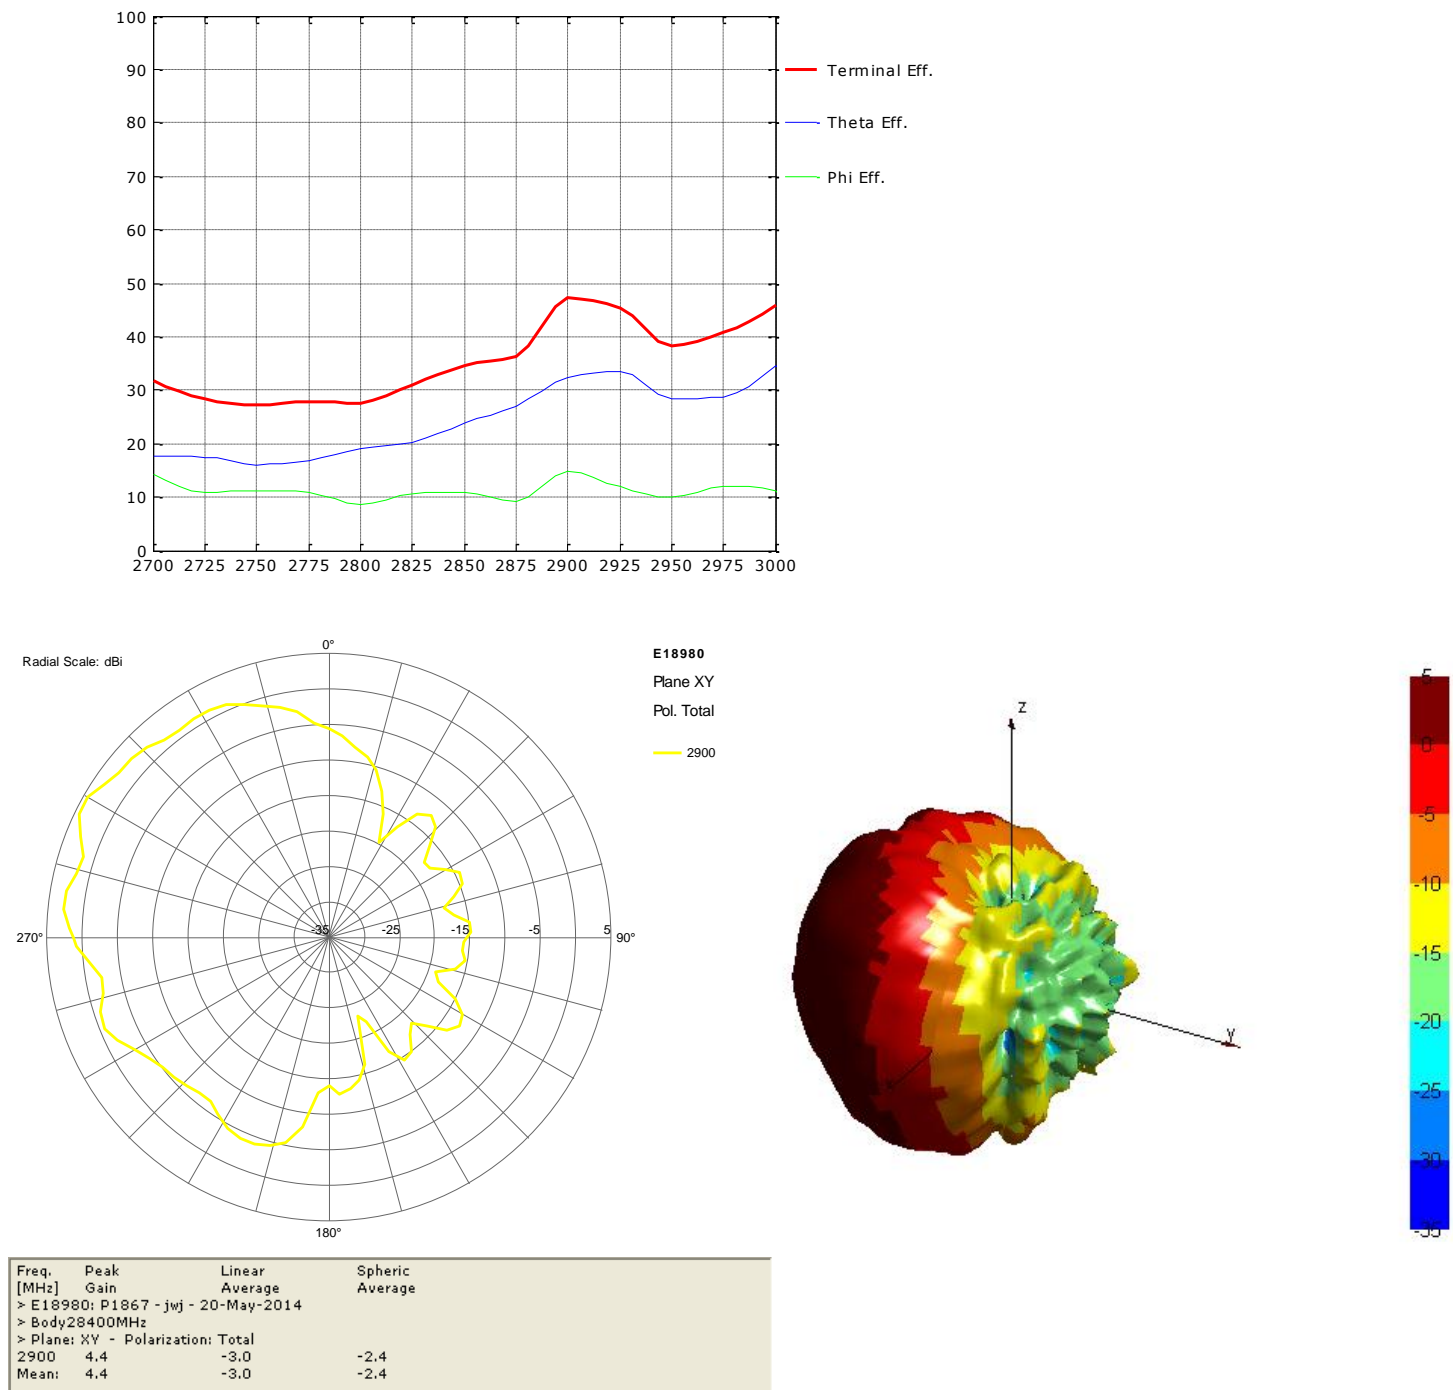 100
90
80
70
60
50
40
30
20
10
0
2700 2725 2750 2775 2800 2825 2850 2875 2900 2925 2950 2975 3000
Terminal Eff.
Theta Eff.
Phi Eff.
Radial Scale: dBi
0°
270°
-35 -25 -15 -5 5
90°
180°
E18980
Plane XY
Pol. Total
2900
Z
Y
5
0
-5
-10
-15
-20
-25
-30
-35
Freq. Peak Linear Spheric
[MHz] Gain Average Average
> E18980: P1867 - jwj - 20-May-2014
> Body28400MHz
> Plane: XY - Polarization: Total
2900 4.4 -3.0 -2.4
Mean: 4.4 -3.0 -2.4